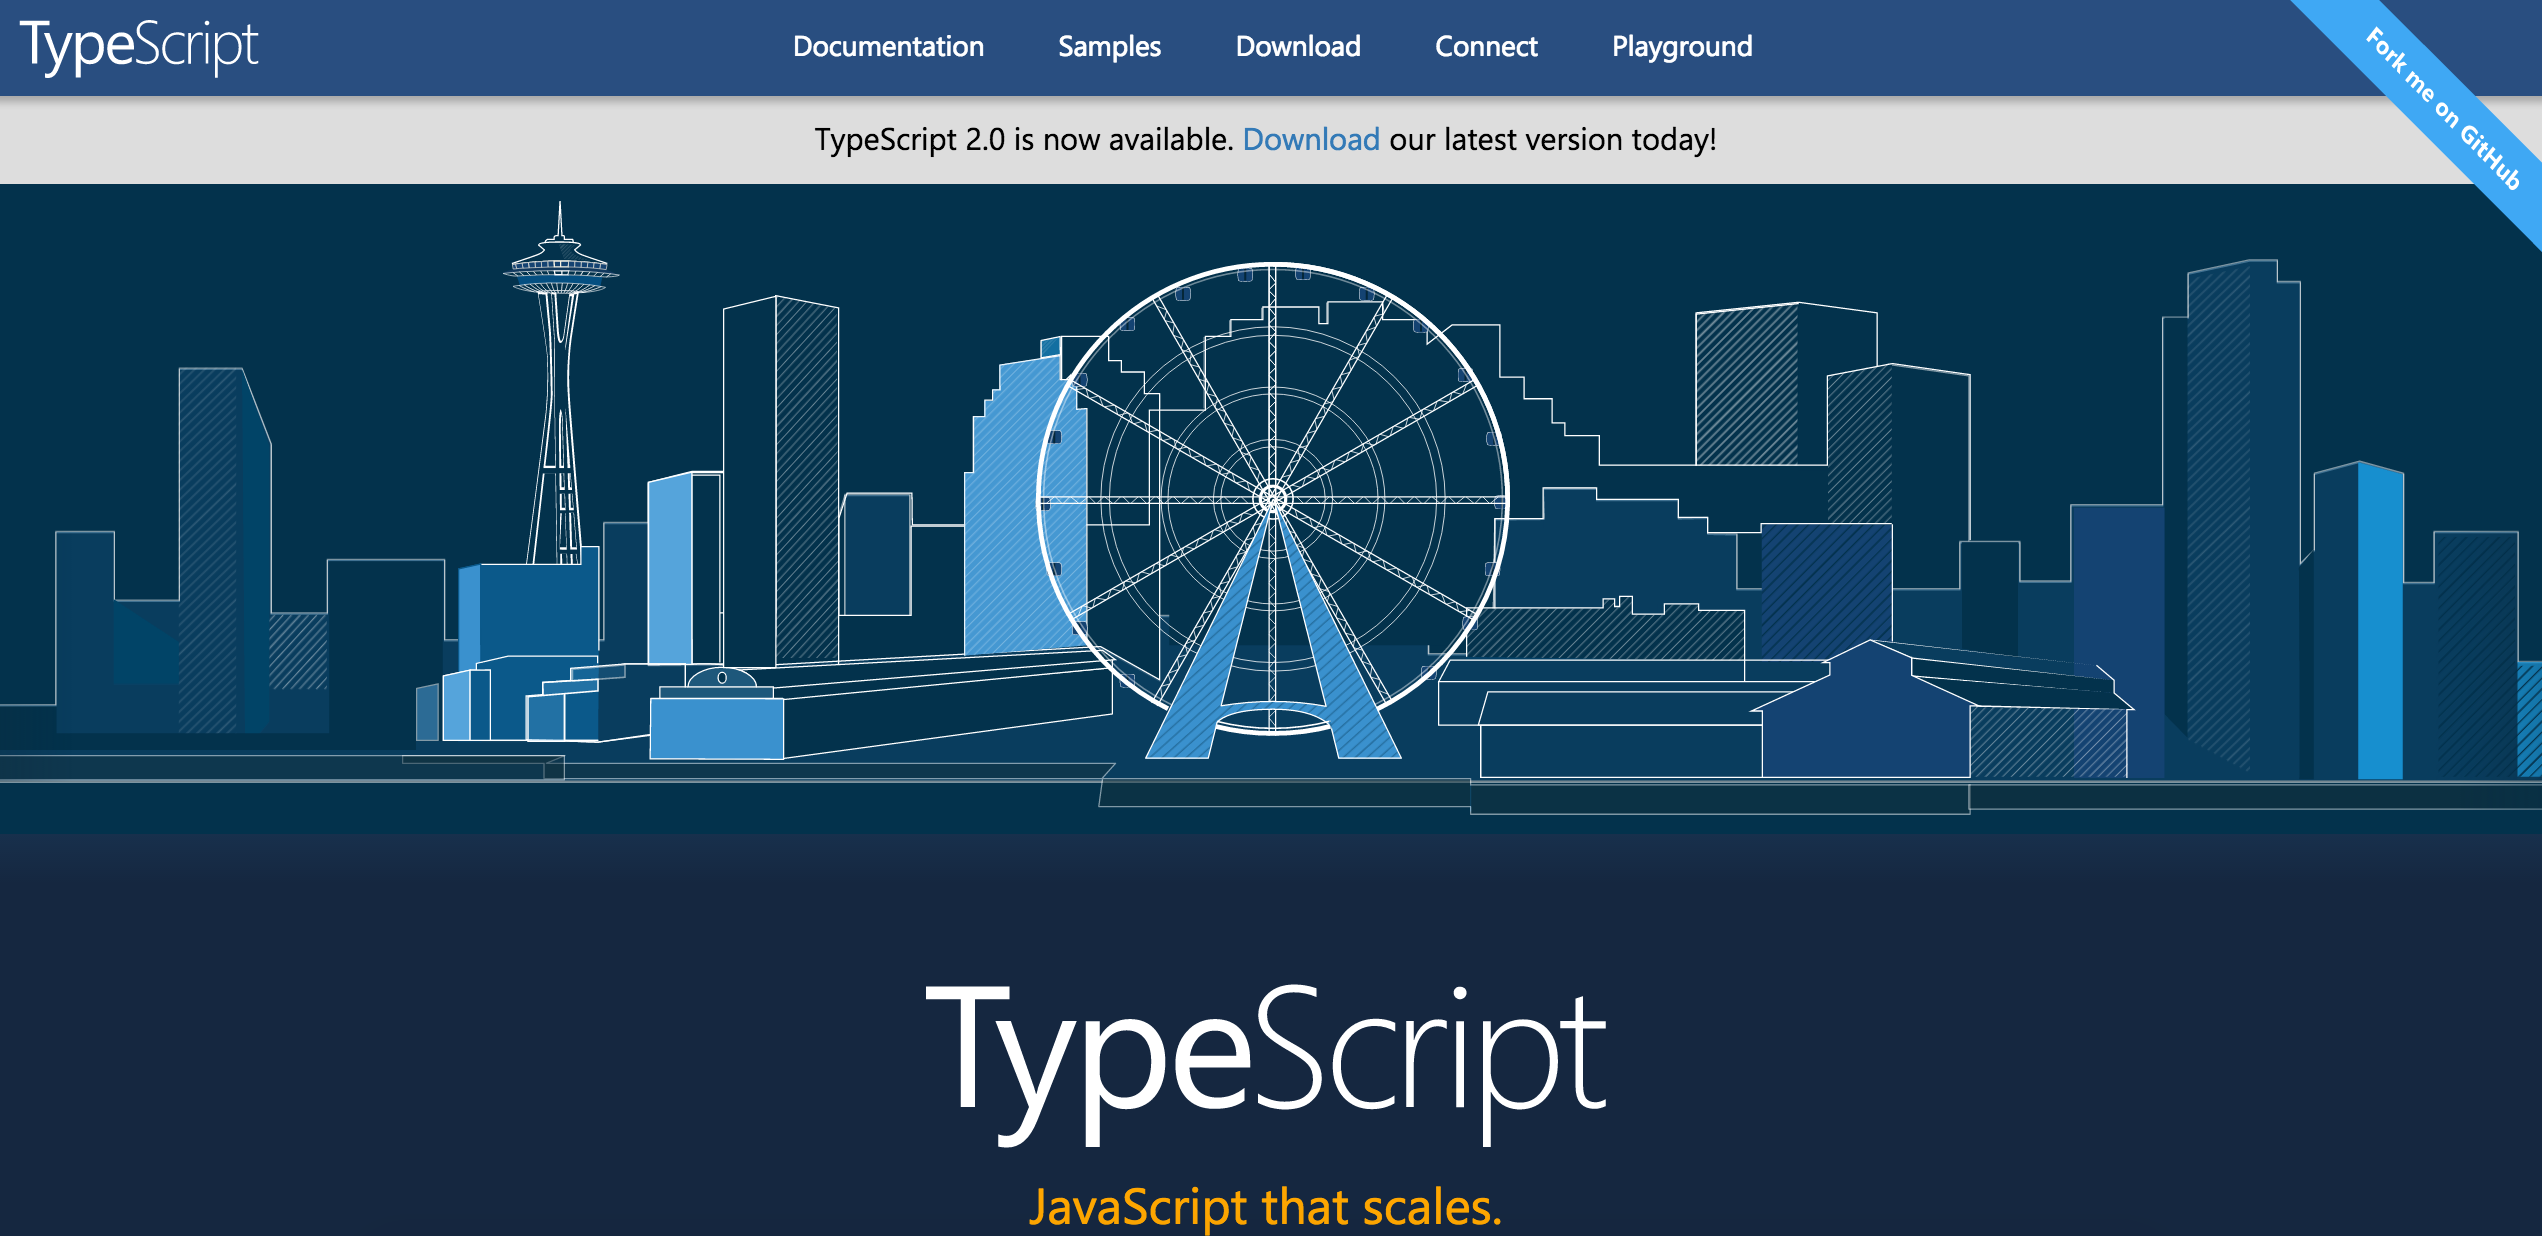 TypeScript
Documentation Samples Download Connect Playground
Fork me on GitHub
TypeScript 2.0 is now available. Download our latest version today!
TypeScript
JavaScript that scales.